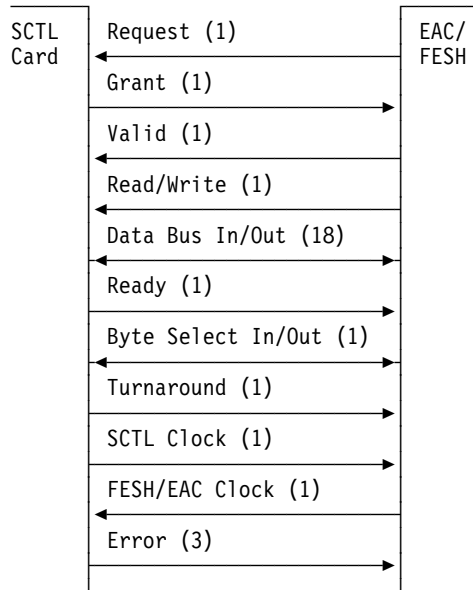 SCTL Card
Request (1)
EAC/ FESH
Grant (1)
Valid (1)
Read/Write (1)
Data Bus In/Out (18)
Ready (1)
Byte Select In/Out (1)
Turnaround (1)
SCTL Clock (1)
FESH/EAC Clock (1)
Error (3)